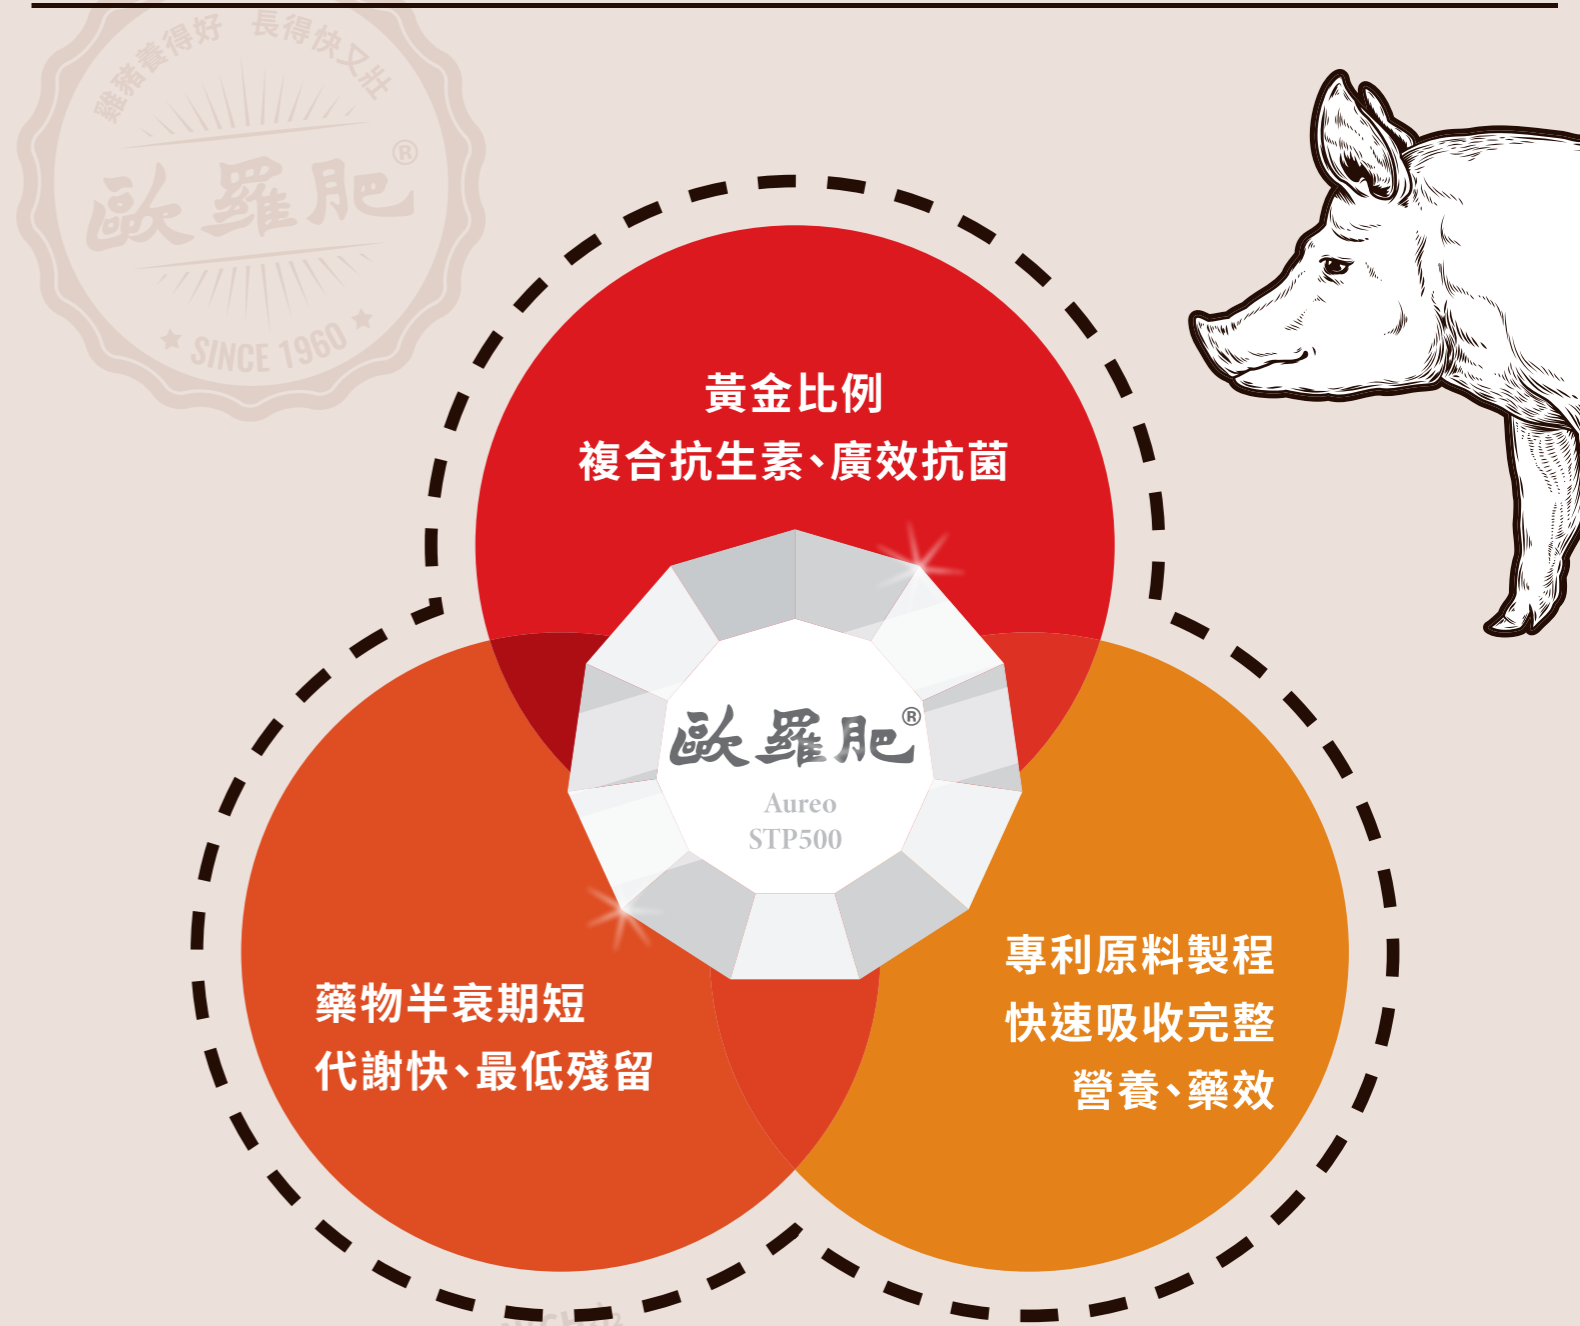 雞豬養得好 長得快又壯
歐羅肥®
SINCE 1960
黃金比例
複合抗生素、廣效抗菌
歐羅肥®
Aureo
STP500
藥物半衰期短
代謝快、最低殘留
專利原料製程
快速吸收完整
營養、藥效